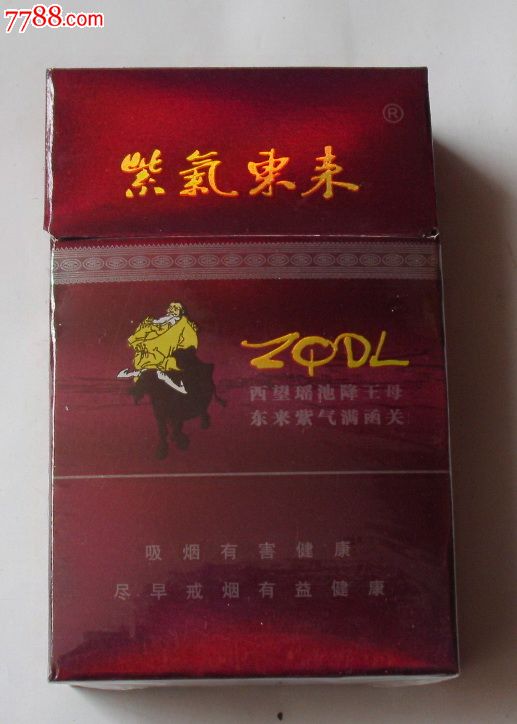 7788.com
紫氣東来
®
ZQDL
西望瑶池降王母
东来紫气满函关
吸烟有害健康
尽早戒烟有益健康